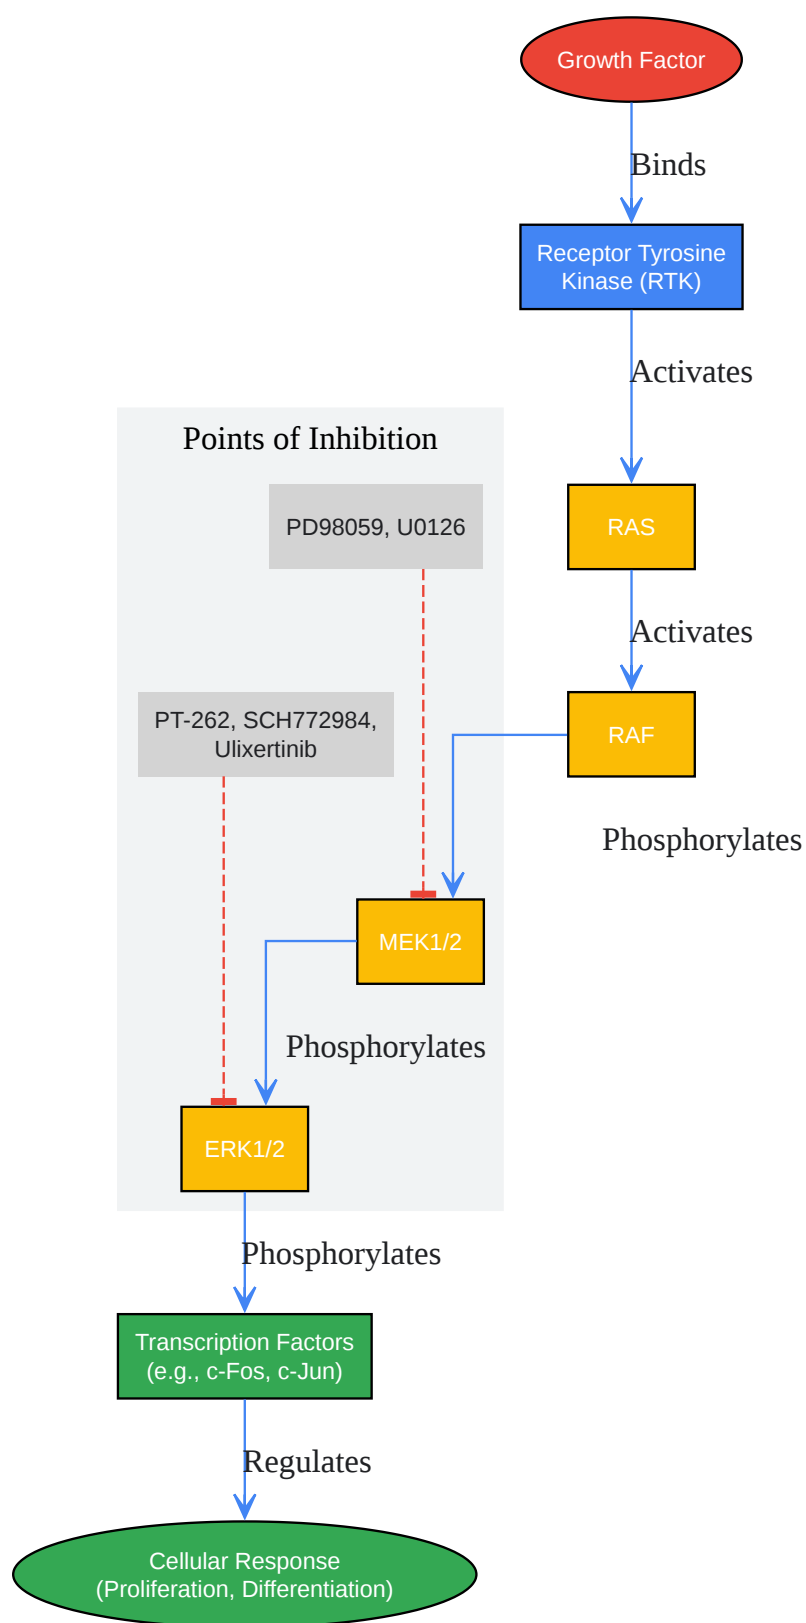 Growth Factor
Binds
Receptor Tyrosine
Kinase (RTK)
Activates
Points of Inhibition
PD98059, U0126
RAS
Activates
PT-262, SCH772984,
Ulixertinib
RAF
Phosphorylates
MEK1/2
Phosphorylates
ERK1/2
Phosphorylates
Transcription Factors
(e.g., c-Fos, c-Jun)
Regulates
Cellular Response
(Proliferation, Differentiation)